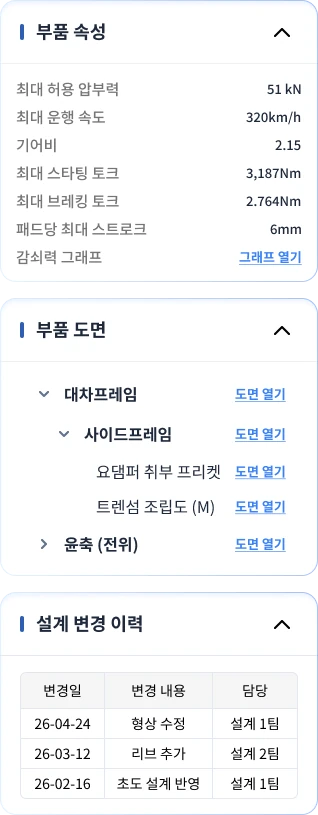 부품 속성
최대 허용 압부력 51 kN
최대 운행 속도 320km/h
기어비 2.15
최대 스타팅 토크 3,187Nm
최대 브레킹 토크 2.764Nm
패드당 최대 스트로크 6mm
감쇠력 그래프 그래프 열기
부품 도면
대차프레임 도면 열기
사이드프레임 도면 열기
요댐퍼 취부 프리켓 도면 열기
트렌섬 조립도 (M) 도면 열기
윤축 (전위) 도면 열기
설계 변경 이력
변경일 변경 내용 담당
26-04-24 형상 수정 설계 1팀
26-03-12 리브 추가 설계 2팀
26-02-16 초도 설계 반영 설계 1팀